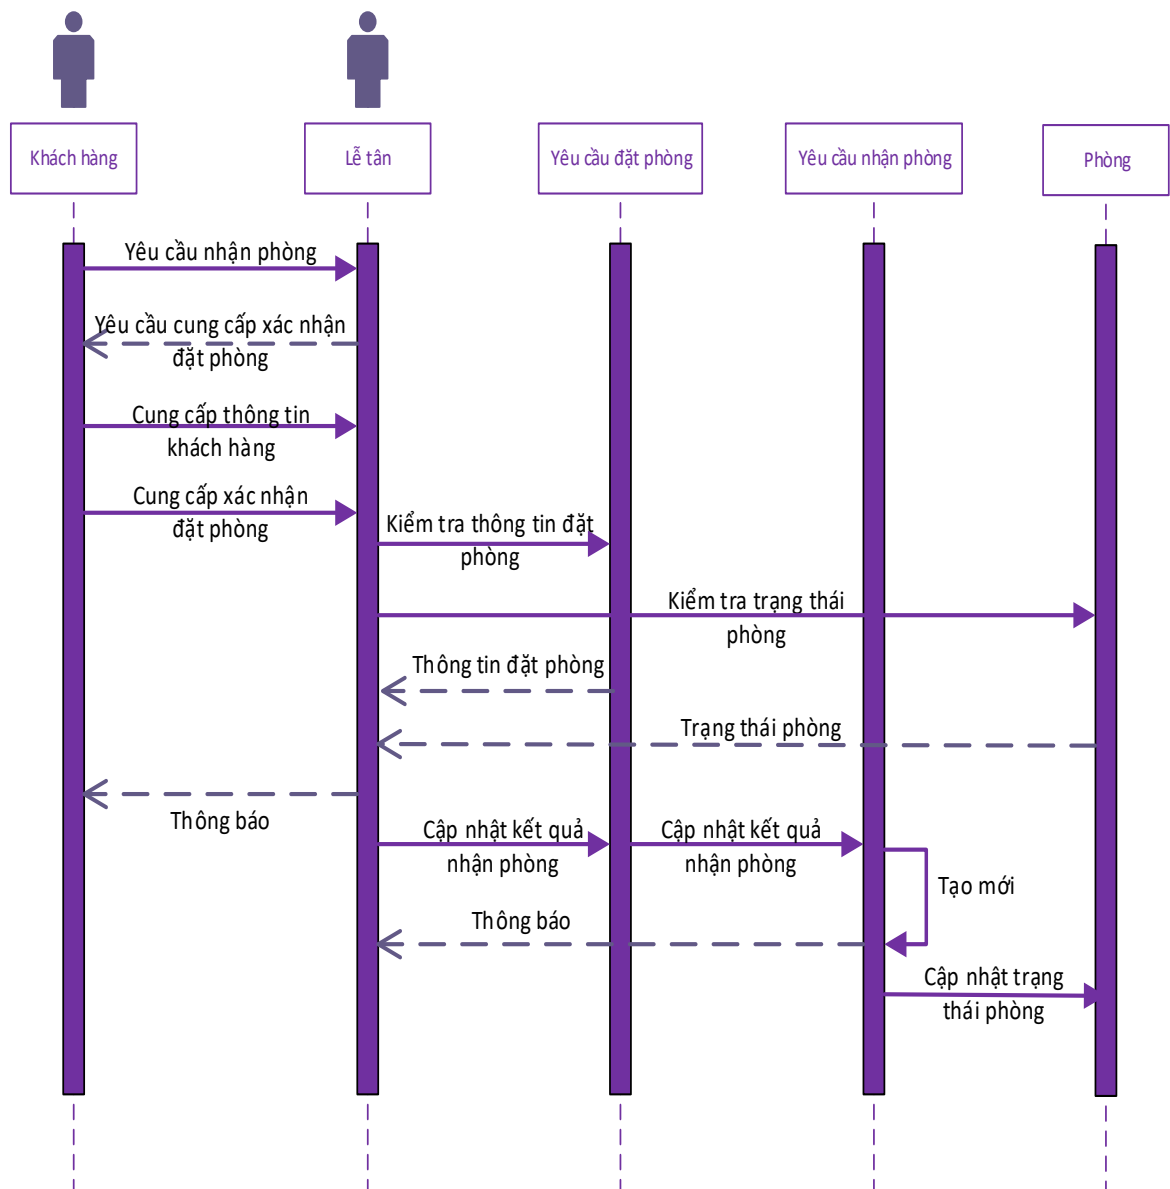 Khách hàng
Lễ tân
Yêu cầu đặt phòng
Yêu cầu nhận phòng
Phòng
Yêu cầu nhận phòng
Yêu cầu cung cấp xác nhận
đặt phòng
Cung cấp thông tin
khách hàng
Cung cấp xác nhận
đặt phòng
Kiểm tra thông tin đặt
phòng
Kiểm tra trạng thái
phòng
Thông tin đặt phòng
Trạng thái phòng
Thông báo
Cập nhật kết quả
nhận phòng
Cập nhật kết quả
nhận phòng
Tạo mới
Thông báo
Cập nhật trạng
thái phòng